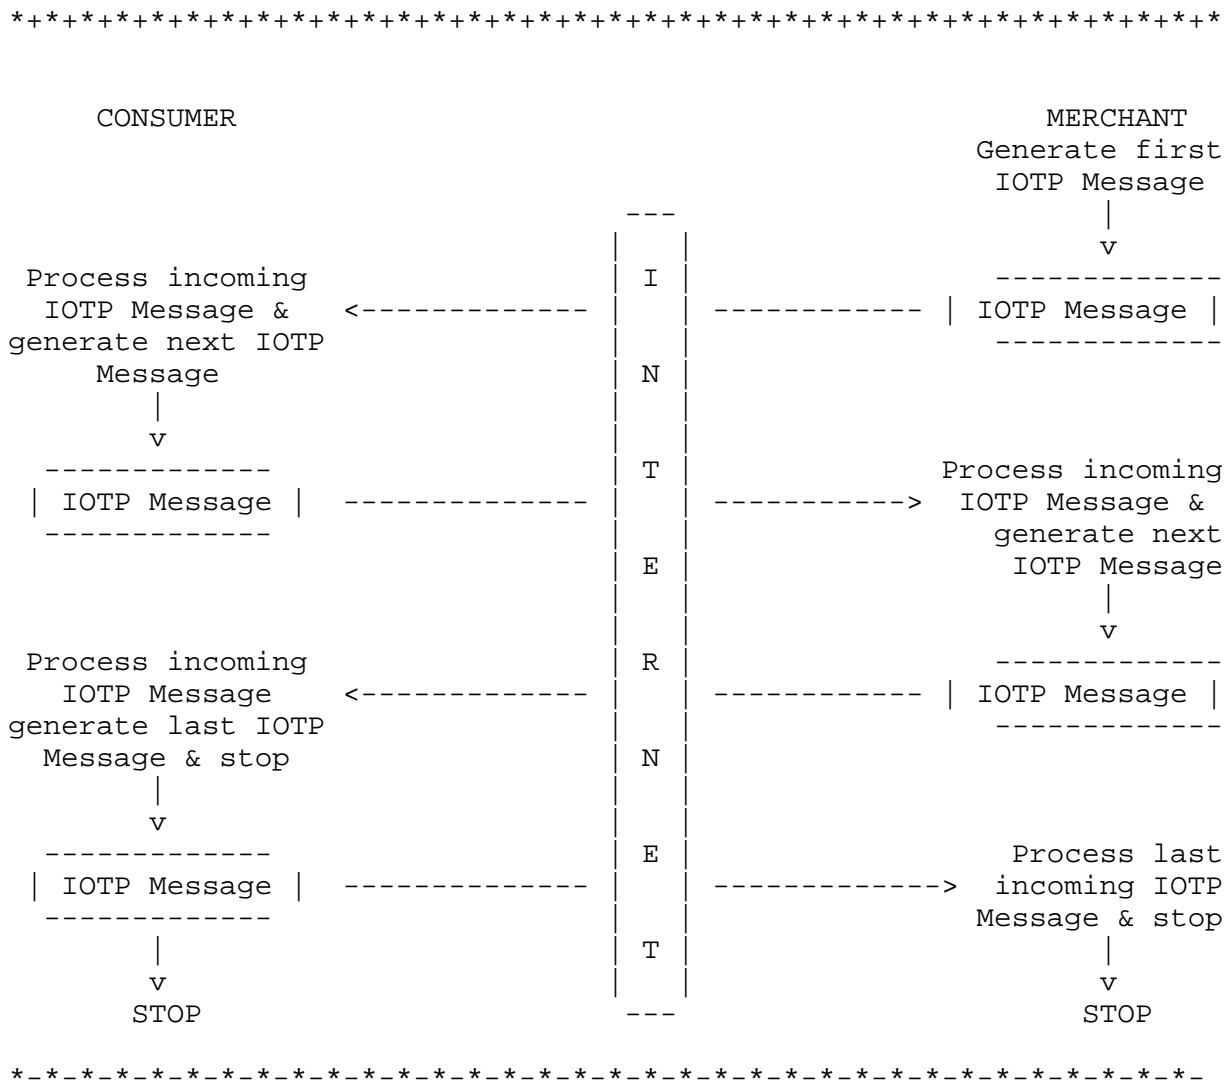 *+*+*+*+*+*+*+*+*+*+*+*+*+*+*+*+*+*+*+*+*+*+*+*+*+*+*+*+*+*+*+*+*+*+*
CONSUMER MERCHANT
Generate first
IOTP Message
---
| | |
| | v
Process incoming | I | -------------
IOTP Message & <------------- | | ------------ | IOTP Message |
generate next IOTP | | -------------
Message | N |
| | |
v | |
------------- | T | Process incoming
| IOTP Message | -------------- | | -----------> IOTP Message &
------------- | | generate next
| E | IOTP Message
| | |
| | v
Process incoming | R | -------------
IOTP Message <------------- | | ------------ | IOTP Message |
generate last IOTP | | -------------
Message & stop | N |
| | |
v | |
------------- | E | Process last
| IOTP Message | -------------- | | -------------> incoming IOTP
------------- | | Message & stop
| | T | |
v | | v
STOP --- STOP
*-*-*-*-*-*-*-*-*-*-*-*-*-*-*-*-*-*-*-*-*-*-*-*-*-*-*-*-*-*-*-*-*-*-